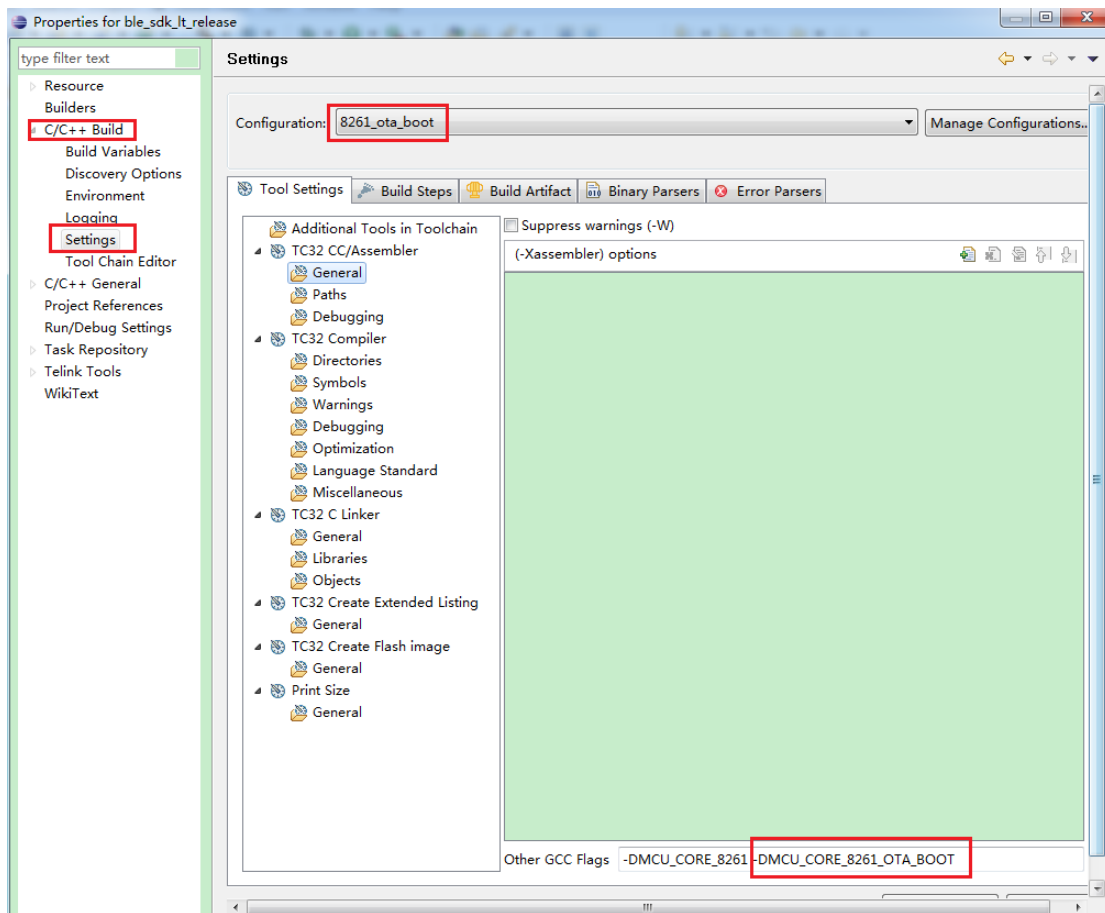 Properties for ble_sdk_lt_release
type filter text
Resource
Builders
C/C++ Build
Build Variables
Discovery Options
Environment
Logging
Settings
Tool Chain Editor
C/C++ General
Project References
Run/Debug Settings
Task Repository
Telink Tools
WikiText
Settings
Configuration: 8261_ota_boot
Manage Configurations..
Tool Settings Build Steps Build Artifact Binary Parsers Error Parsers
Additional Tools in Toolchain
TC32 CC/Assembler
General
Paths
Debugging
TC32 Compiler
Directories
Symbols
Warnings
Debugging
Optimization
Language Standard
Miscellaneous
TC32 C Linker
General
Libraries
Objects
TC32 Create Extended Listing
General
TC32 Create Flash image
General
Print Size
General
Suppress warnings (-W)
(-Xassembler) options
Other GCC Flags -DMCU_CORE_8261 -DMCU_CORE_8261_OTA_BOOT